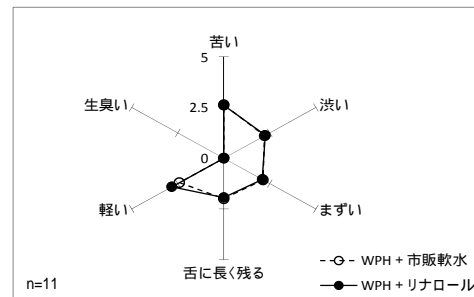 苦い
5
生臭い
渋い
2.5
0
軽い
まずい
舌に長く残る
WPH + 市販軟水
WPH + リナロール
n=11